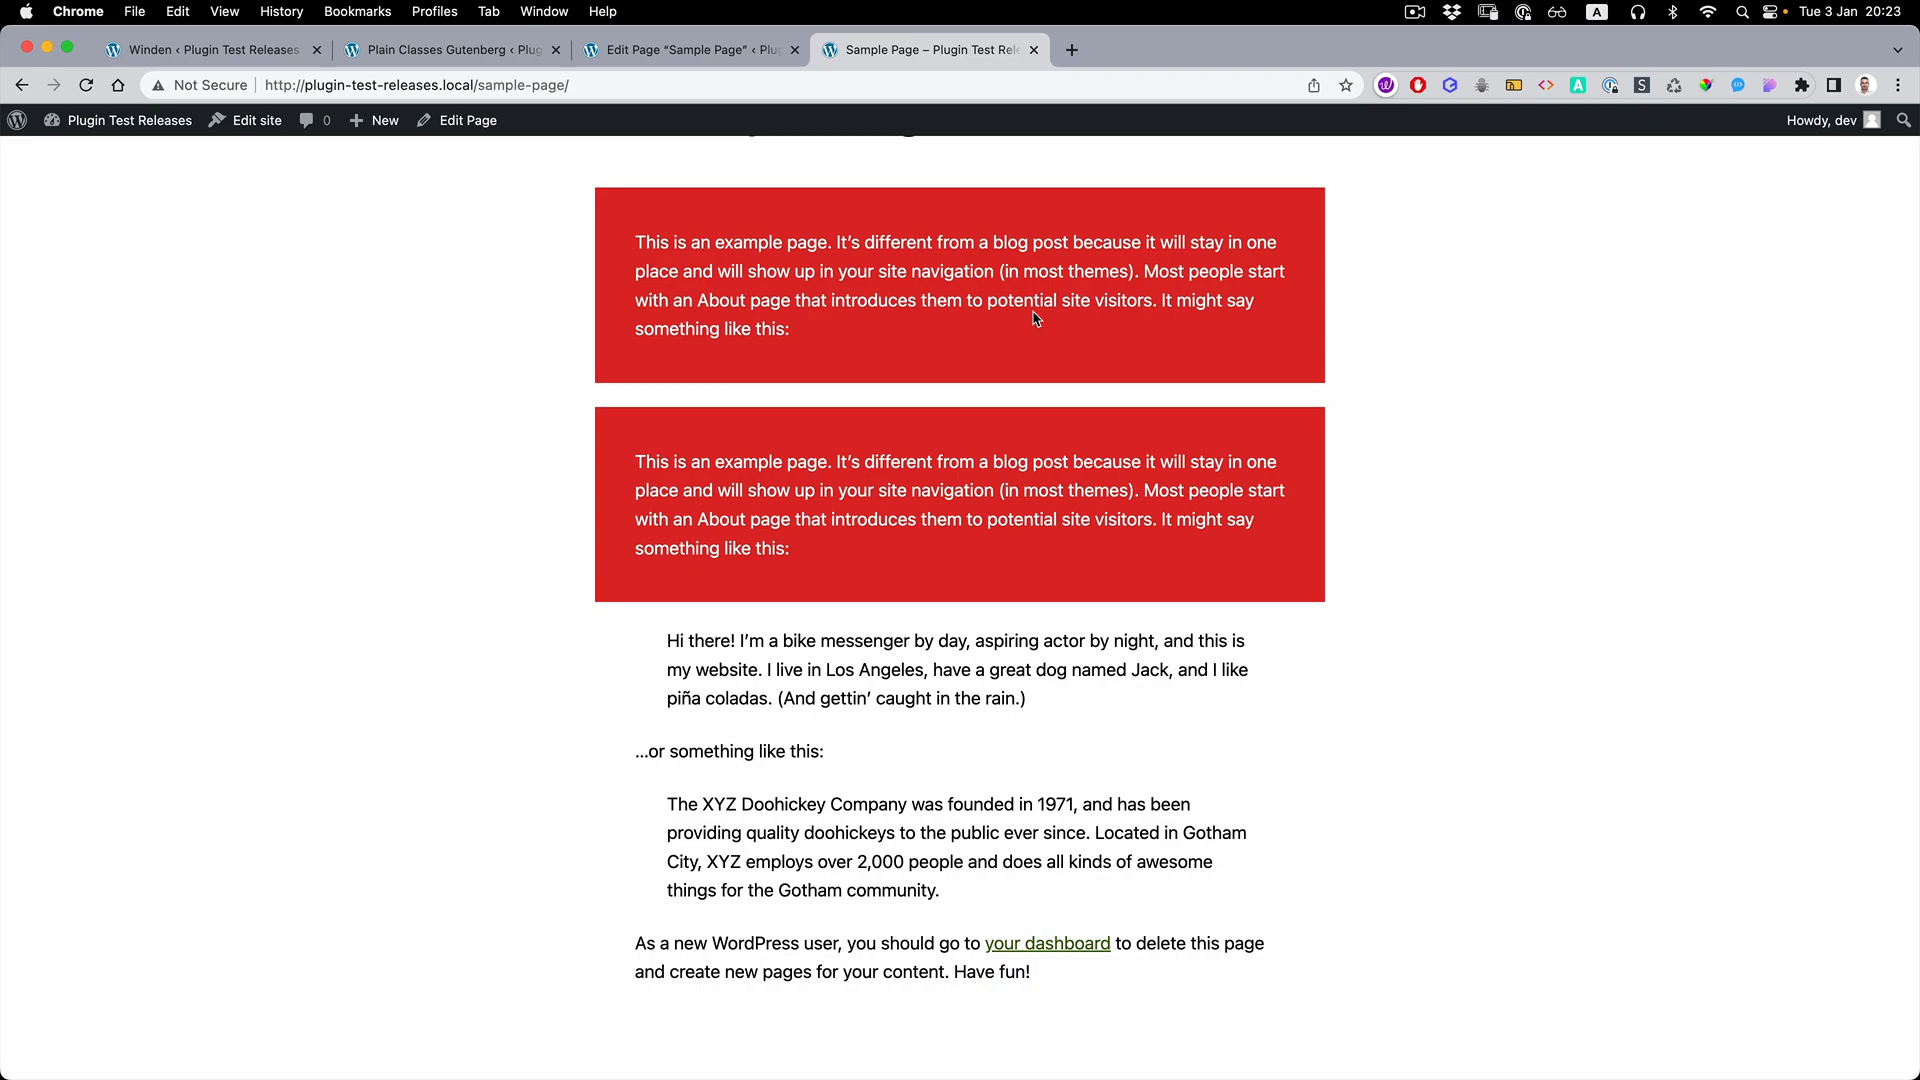 Chrome File Edit View History Bookmarks Profiles Tab Window Help A Tue 3 Jan 20:23
Winden ‹ Plugin Test Releases Plain Classes Gutenberg ‹ Plug Edit Page “Sample Page” ‹ Plu Sample Page – Plugin Test Rele
Not Secure http://plugin-test-releases.local/sample-page/
Plugin Test Releases Edit site 0 New Edit Page Howdy, dev
This is an example page. It’s different from a blog post because it will stay in one
place and will show up in your site navigation (in most themes). Most people start
with an About page that introduces them to potential site visitors. It might say
something like this:
This is an example page. It’s different from a blog post because it will stay in one
place and will show up in your site navigation (in most themes). Most people start
with an About page that introduces them to potential site visitors. It might say
something like this:
Hi there! I’m a bike messenger by day, aspiring actor by night, and this is
my website. I live in Los Angeles, have a great dog named Jack, and I like
piña coladas. (And gettin’ caught in the rain.)
…or something like this:
The XYZ Doohickey Company was founded in 1971, and has been
providing quality doohickeys to the public ever since. Located in Gotham
City, XYZ employs over 2,000 people and does all kinds of awesome
things for the Gotham community.
As a new WordPress user, you should go to your dashboard to delete this page
and create new pages for your content. Have fun!